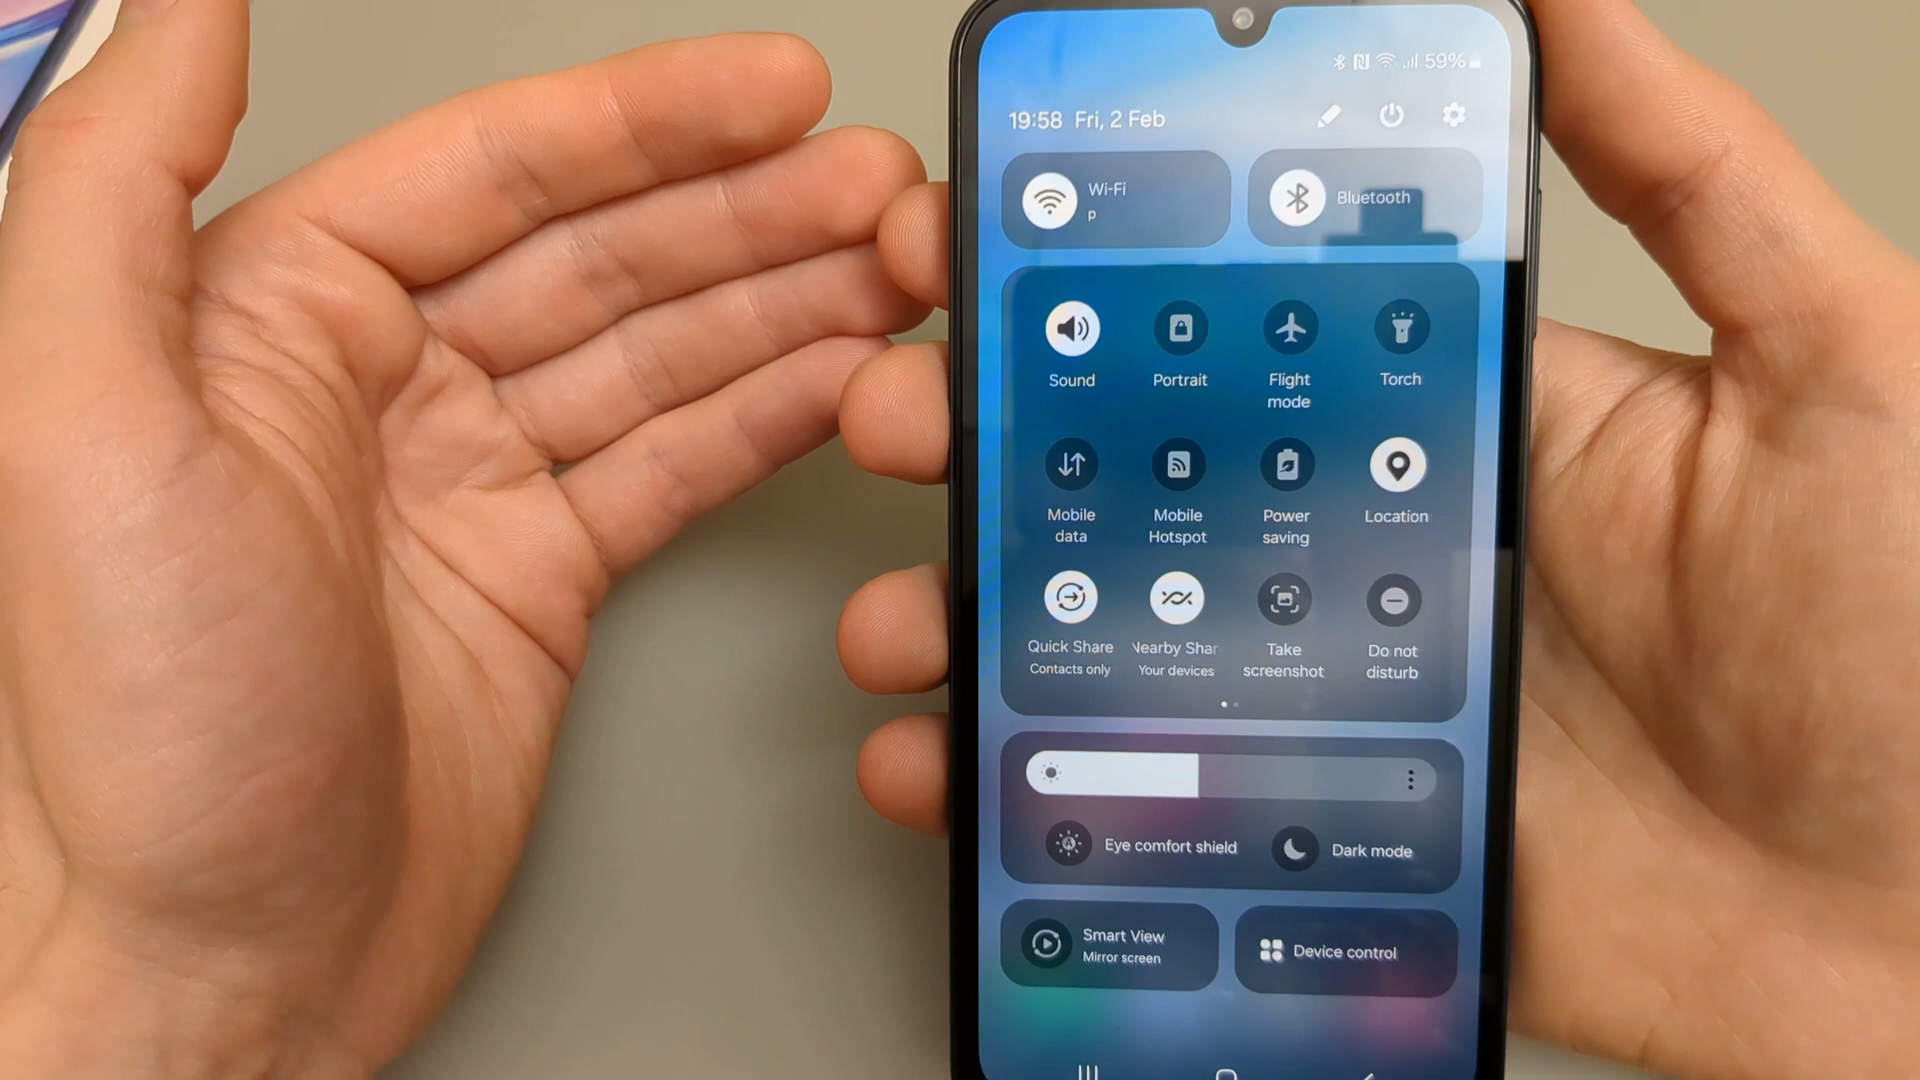 59%
19:58 Fri, 2 Feb
Wi-Fi
p
Bluetooth
Sound
Portrait
Flight
mode
Torch
Mobile
data
Mobile
Hotspot
Power
saving
Location
Quick Share
Contacts only
Nearby Shar
Your devices
Take
screenshot
Do not
disturb
Eye comfort shield
Dark mode
Smart View
Mirror screen
Device control